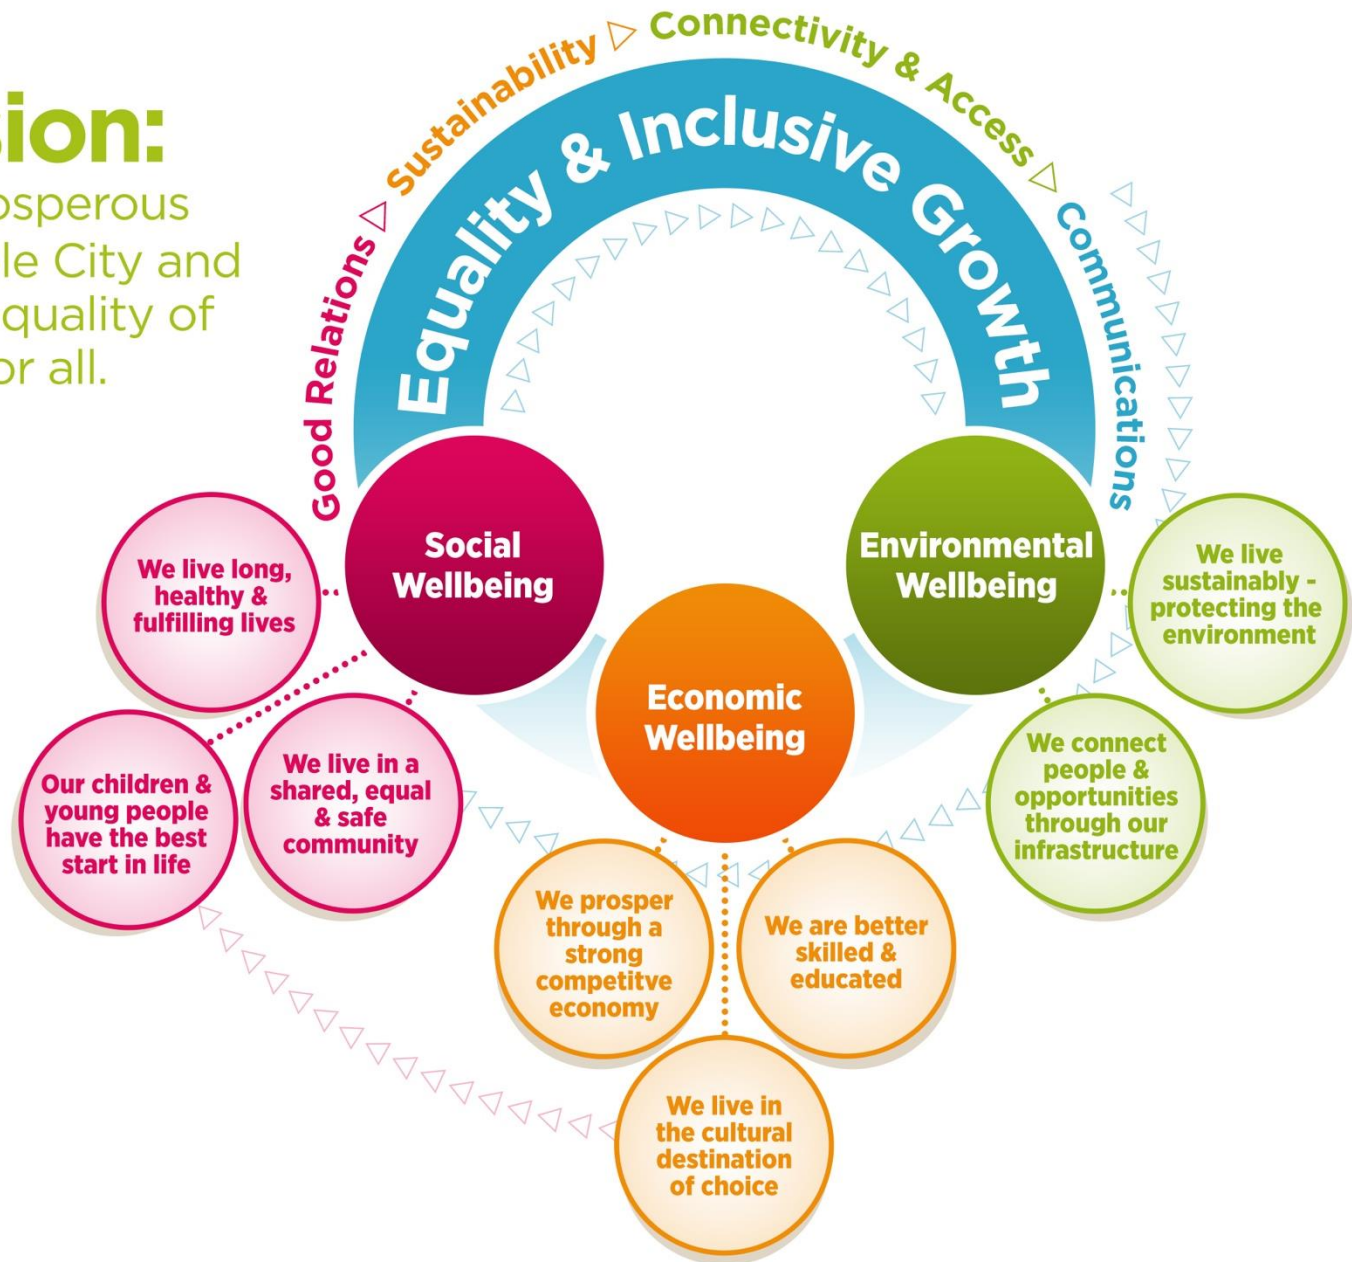 sion:
osperous
le City and
quality of
or all.
Good Relations
Sustainability
Connectivity & Access
Communications
Equality & Inclusive Growth
Social
Wellbeing
Environmental
Wellbeing
Economic
Wellbeing
We live long,
healthy &
fulfilling lives
Our children &
young people
have the best
start in life
We live in a
shared, equal
& safe
community
We prosper
through a
strong
competitve
economy
We live in
the cultural
destination
of choice
We are better
skilled &
educated
We connect
people &
opportunities
through our
infrastructure
We live
sustainably -
protecting the
environment